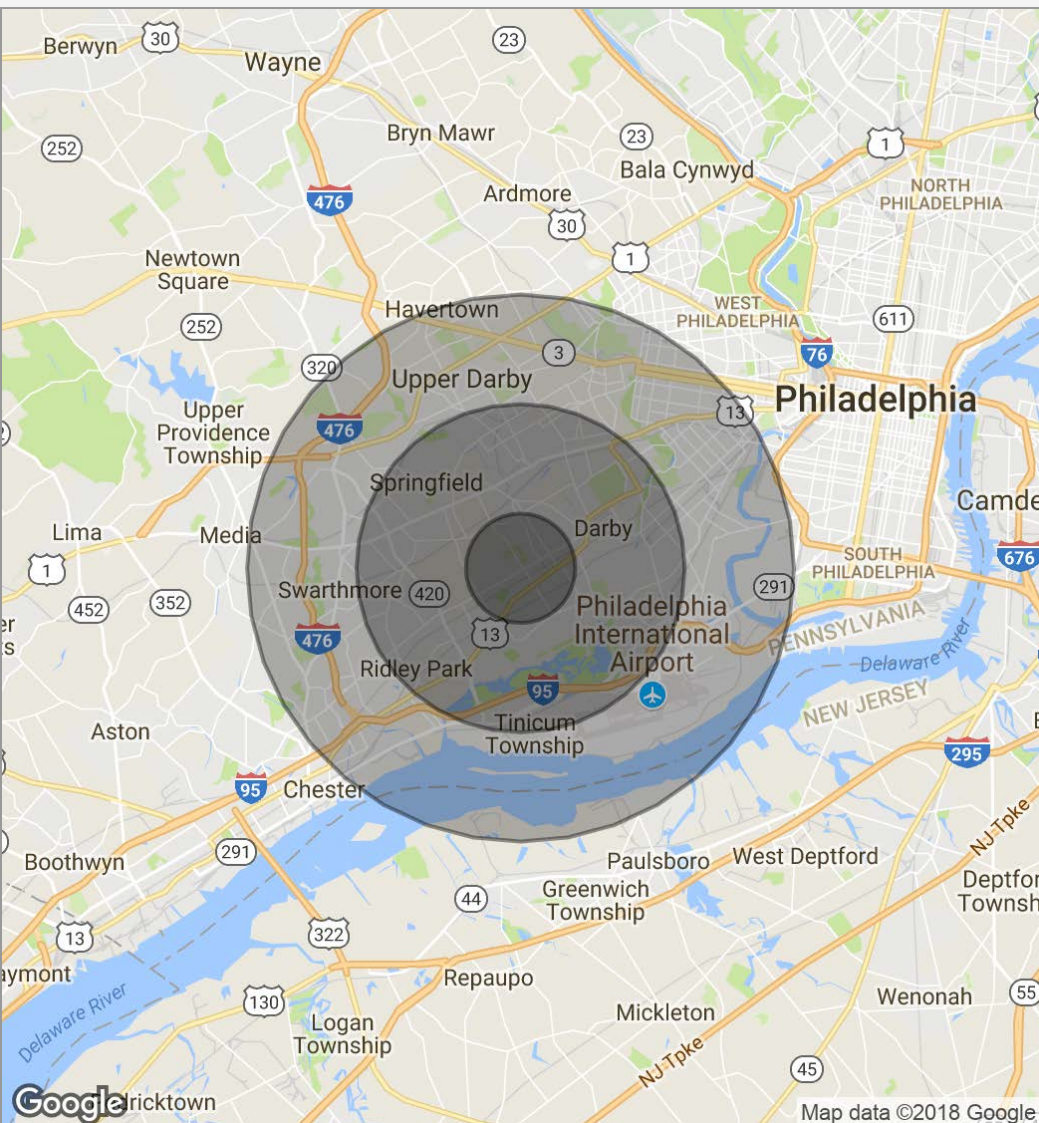 Berwyn
30
Wayne
23
252
Bryn Mawr
23
1
Bala Cynwyd
476
Ardmore
NORTH
PHILADELPHIA
30
Newtown
Square
1
252
Havertown
WEST
PHILADELPHIA
611
320
3
76
Upper Darby
Philadelphia
13
Upper
Providence
Township
476
Springfield
Camde
Lima
Media
Darby
1
SOUTH
PHILADELPHIA
676
452
352
Swarthmore
420
291
Philadelphia
International
Airport
476
13
PENNSYLVANIA
Delaware River
Ridley Park
95
NEW JERSEY
Aston
Tinicum
Township
295
95
Chester
NJ Tpke
Boothwyn
291
Paulsboro
West Deptford
44
Greenwich
Township
Deptfor
Townsh
13
322
aymont
Repaupo
130
Wenonah
55
Delaware River
Logan
Township
Mickleton
NJ Tpke
45
Google
dricktown
Map data ©2018 Google